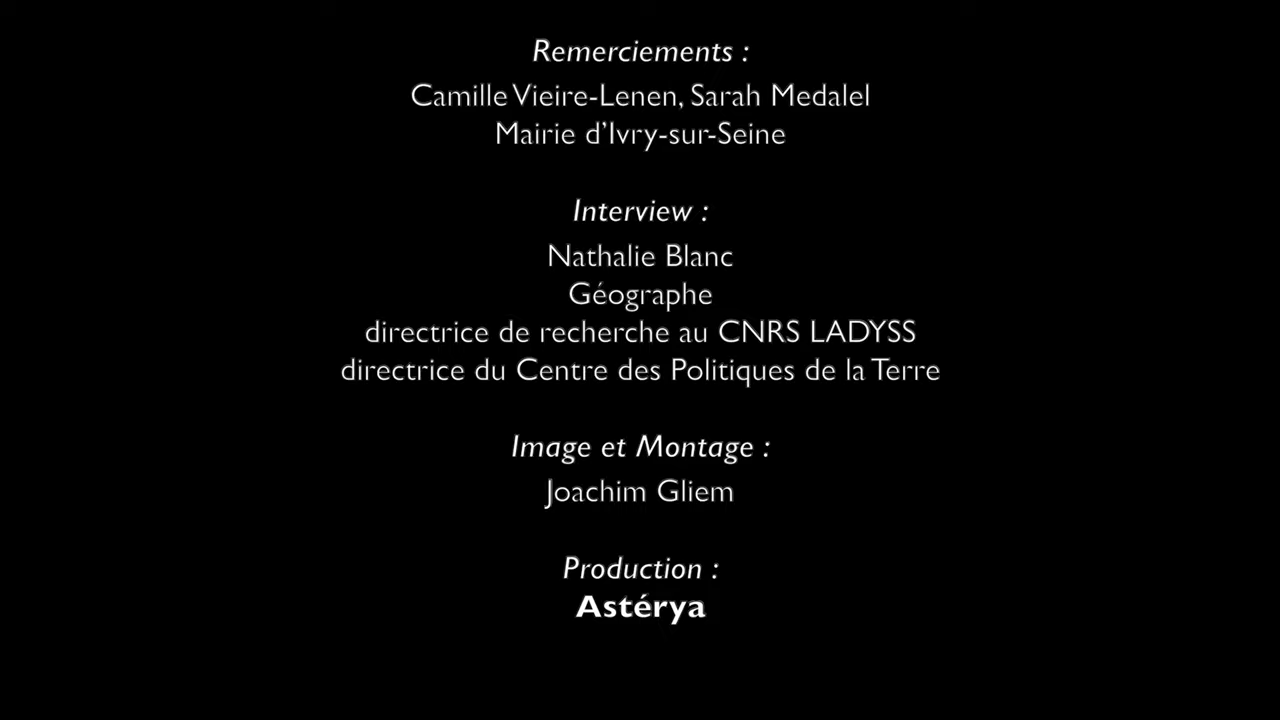 Remerciements :
Camille Vieire-Lenen, Sarah Medalel
Mairie d'Ivry-sur-Seine
Interview :
Nathalie Blanc
Géographe
directrice de recherche au CNRS LADYSS
directrice du Centre des Politiques de la Terre
Image et Montage :
Joachim Gliem
Production :
Astérya